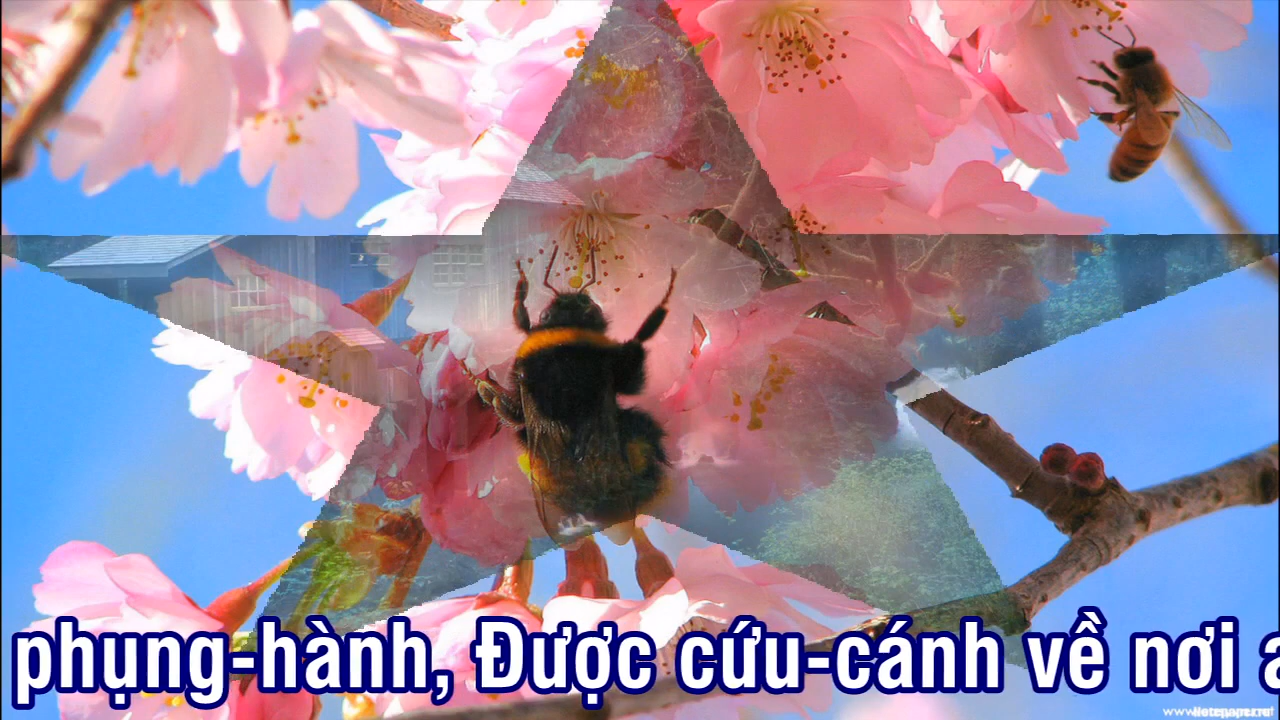 phụng-hành, Được cứu-cánh về nơi a